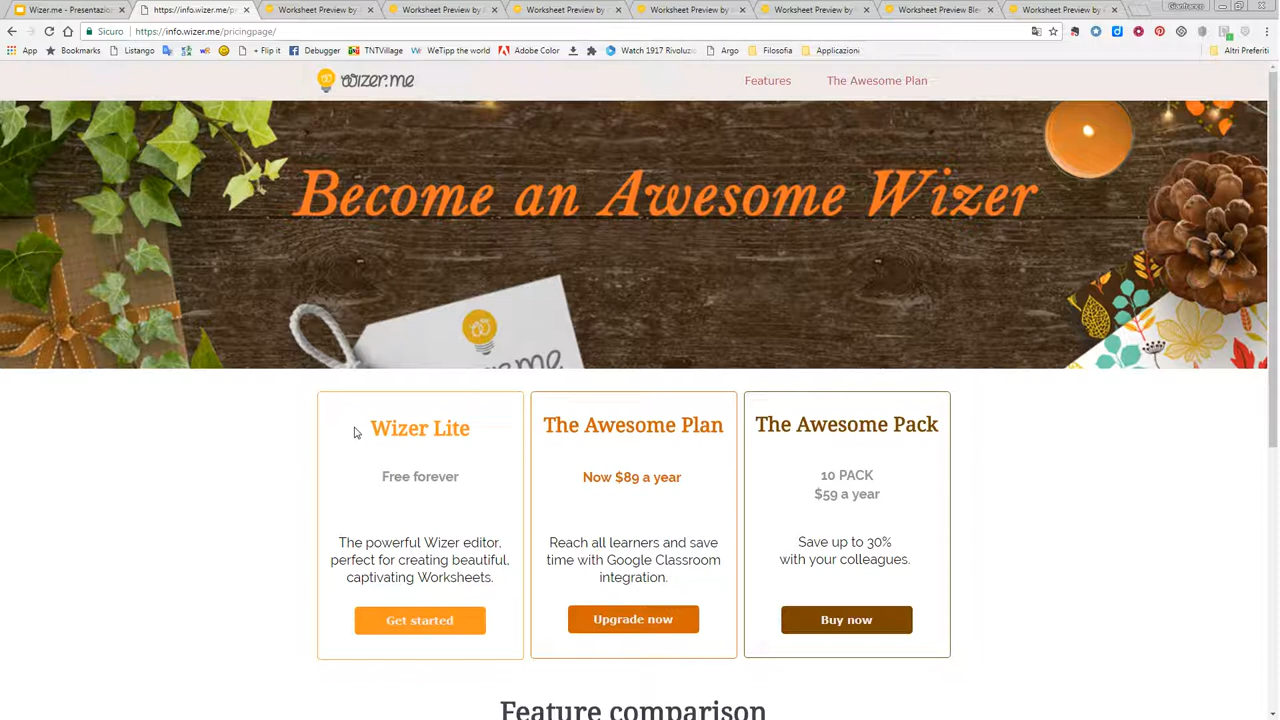 Wizer.me - Presentazio
https://info.wizer.me/pri
Worksheet Preview by
Worksheet Preview by
Worksheet Preview by
Worksheet Preview by
Worksheet Preview by
Worksheet Preview Ble
Worksheet Preview by
Gianfranco
Sicuro
https://info.wizer.me/pricingpage/
App
Bookmarks
Listango
+ Flip it
Debugger
TNTVillage
WeTipp the world
Adobe Color
Watch 1917 Rivoluzio
Argo
Filosofia
Applicazioni
Altri Preferiti
wizer.me
Features
The Awesome Plan
Become an Awesome Wizer
Wizer Lite
Free forever
The powerful Wizer editor,
perfect for creating beautiful,
captivating Worksheets.
Get started
The Awesome Plan
Now $89 a year
Reach all learners and save
time with Google Classroom
integration.
Upgrade now
The Awesome Pack
10 PACK
$59 a year
Save up to 30%
with your colleagues.
Buy now
Feature comparison